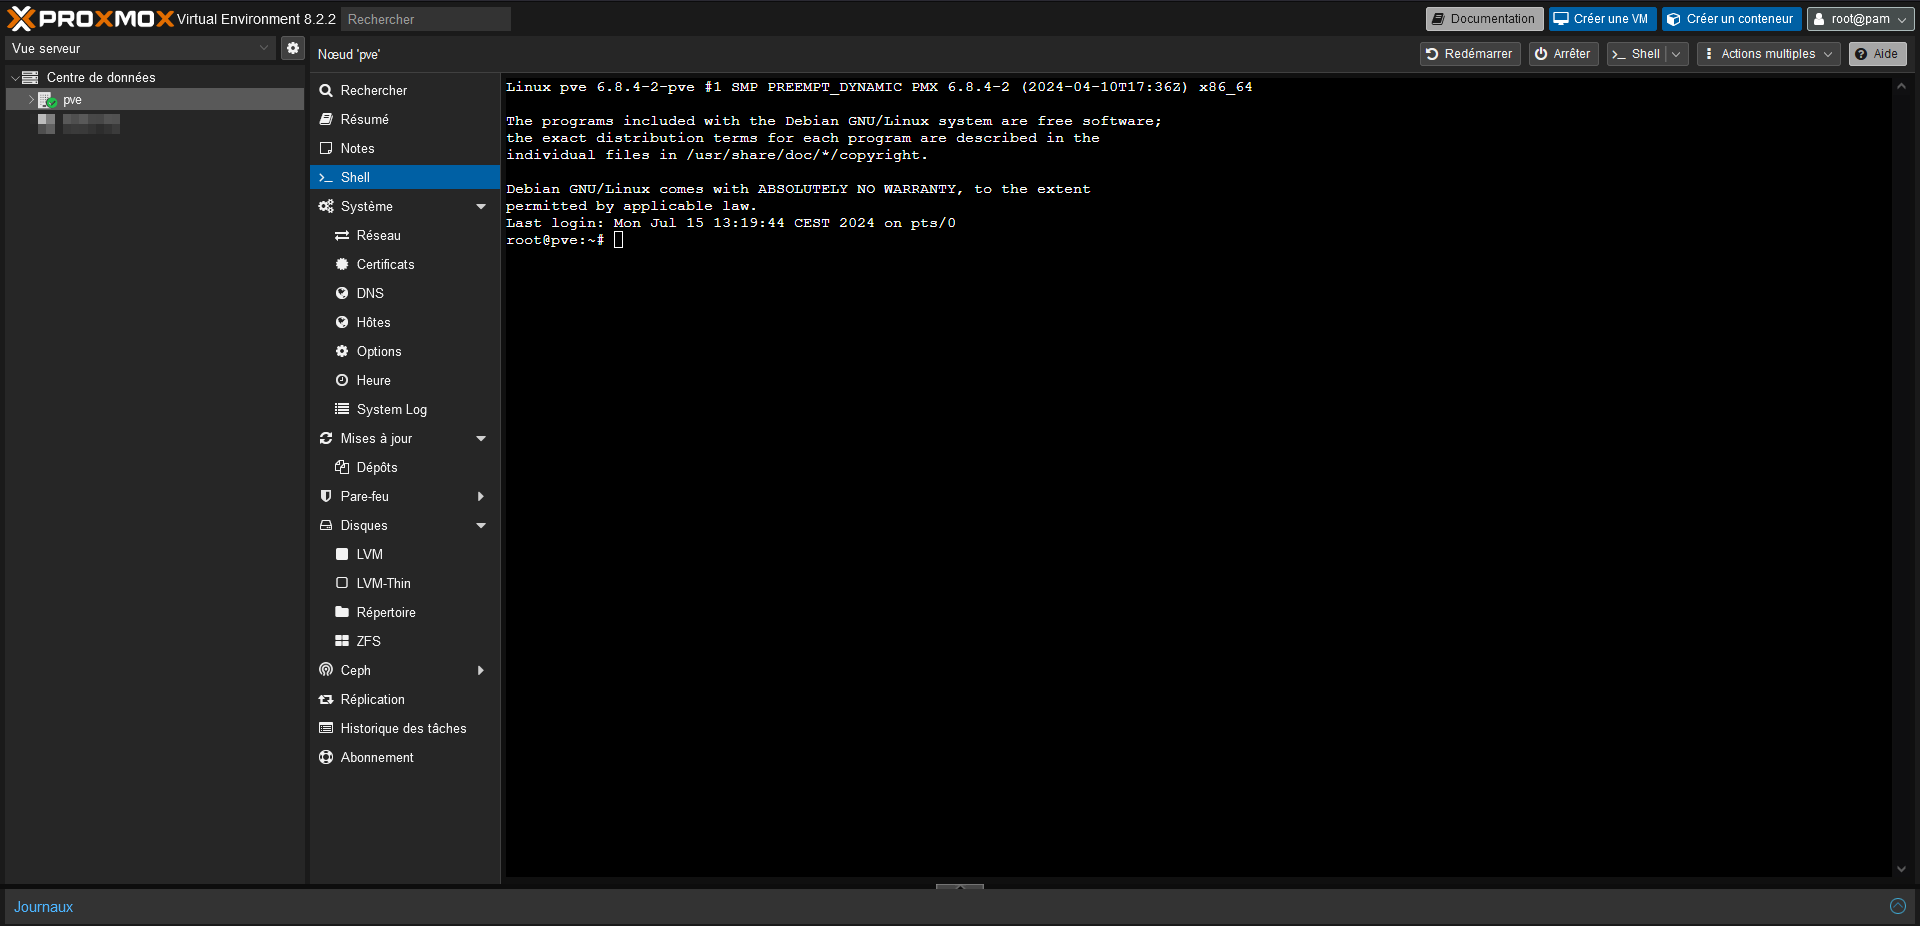 PROXMOX Virtual Environment 8.2.2 Rechercher Documentation Créer une VM Créer un conteneur root@pam
Vue serveur
Centre de données
pve
Nœud 'pve' Redémarrer Arrêter Shell Actions multiples Aide
Rechercher
Résumé
Notes
Shell
Système
Réseau
Certificats
DNS
Hôtes
Options
Heure
System Log
Mises à jour
Dépôts
Pare-feu
Disques
LVM
LVM-Thin
Répertoire
ZFS
Ceph
Réplication
Historique des tâches
Abonnement
Linux pve 6.8.4-2-pve #1 SMP PREEMPT_DYNAMIC PMX 6.8.4-2 (2024-04-10T17:36Z) x86_64
The programs included with the Debian GNU/Linux system are free software;
the exact distribution terms for each program are described in the
individual files in /usr/share/doc/*/copyright.
Debian GNU/Linux comes with ABSOLUTELY NO WARRANTY, to the extent
permitted by applicable law.
Last login: Mon Jul 15 13:19:44 CEST 2024 on pts/0
root@pve:~#
Journaux